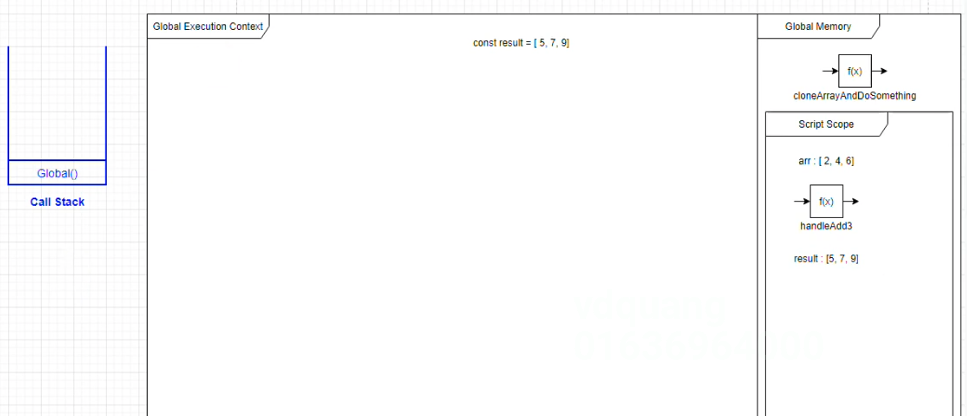 Global Execution Context
const result = [ 5, 7, 9]
Global Memory
f(x)
cloneArrayAndDoSomething
Script Scope
arr : [ 2, 4, 6]
f(x)
handleAdd3
result : [5, 7, 9]
Global()
Call Stack